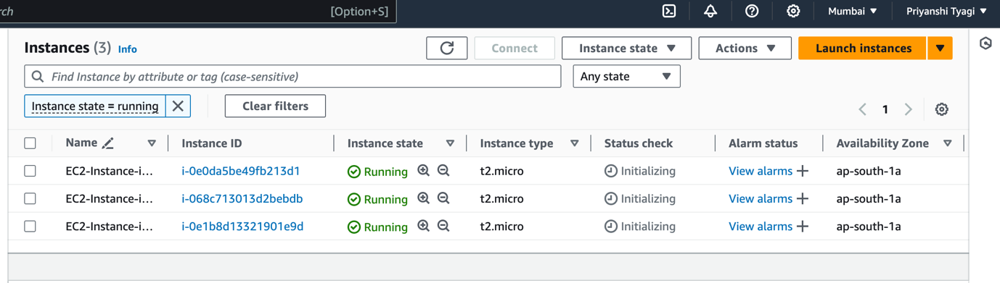 rch [Option+S] Mumbai Priyanshi Tyagi
Instances (3) Info Connect Instance state Actions Launch instances
Find Instance by attribute or tag (case-sensitive) Any state
Instance state = running Clear filters 1
Name Instance ID Instance state Instance type Status check Alarm status Availability Zone
EC2-Instance-i... i-0e0da5be49fb213d1 Running t2.micro Initializing View alarms ap-south-1a
EC2-Instance-i... i-068c713013d2bebdb Running t2.micro Initializing View alarms ap-south-1a
EC2-Instance-i... i-0e1b8d13321901e9d Running t2.micro Initializing View alarms ap-south-1a